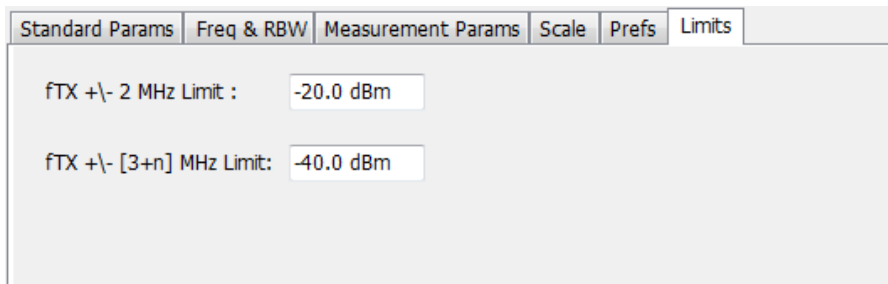 Standard Params Freq & RBW Measurement Params Scale Prefs Limits
fTX +\- 2 MHz Limit : -20.0 dBm
fTX +\- [3+n] MHz Limit: -40.0 dBm